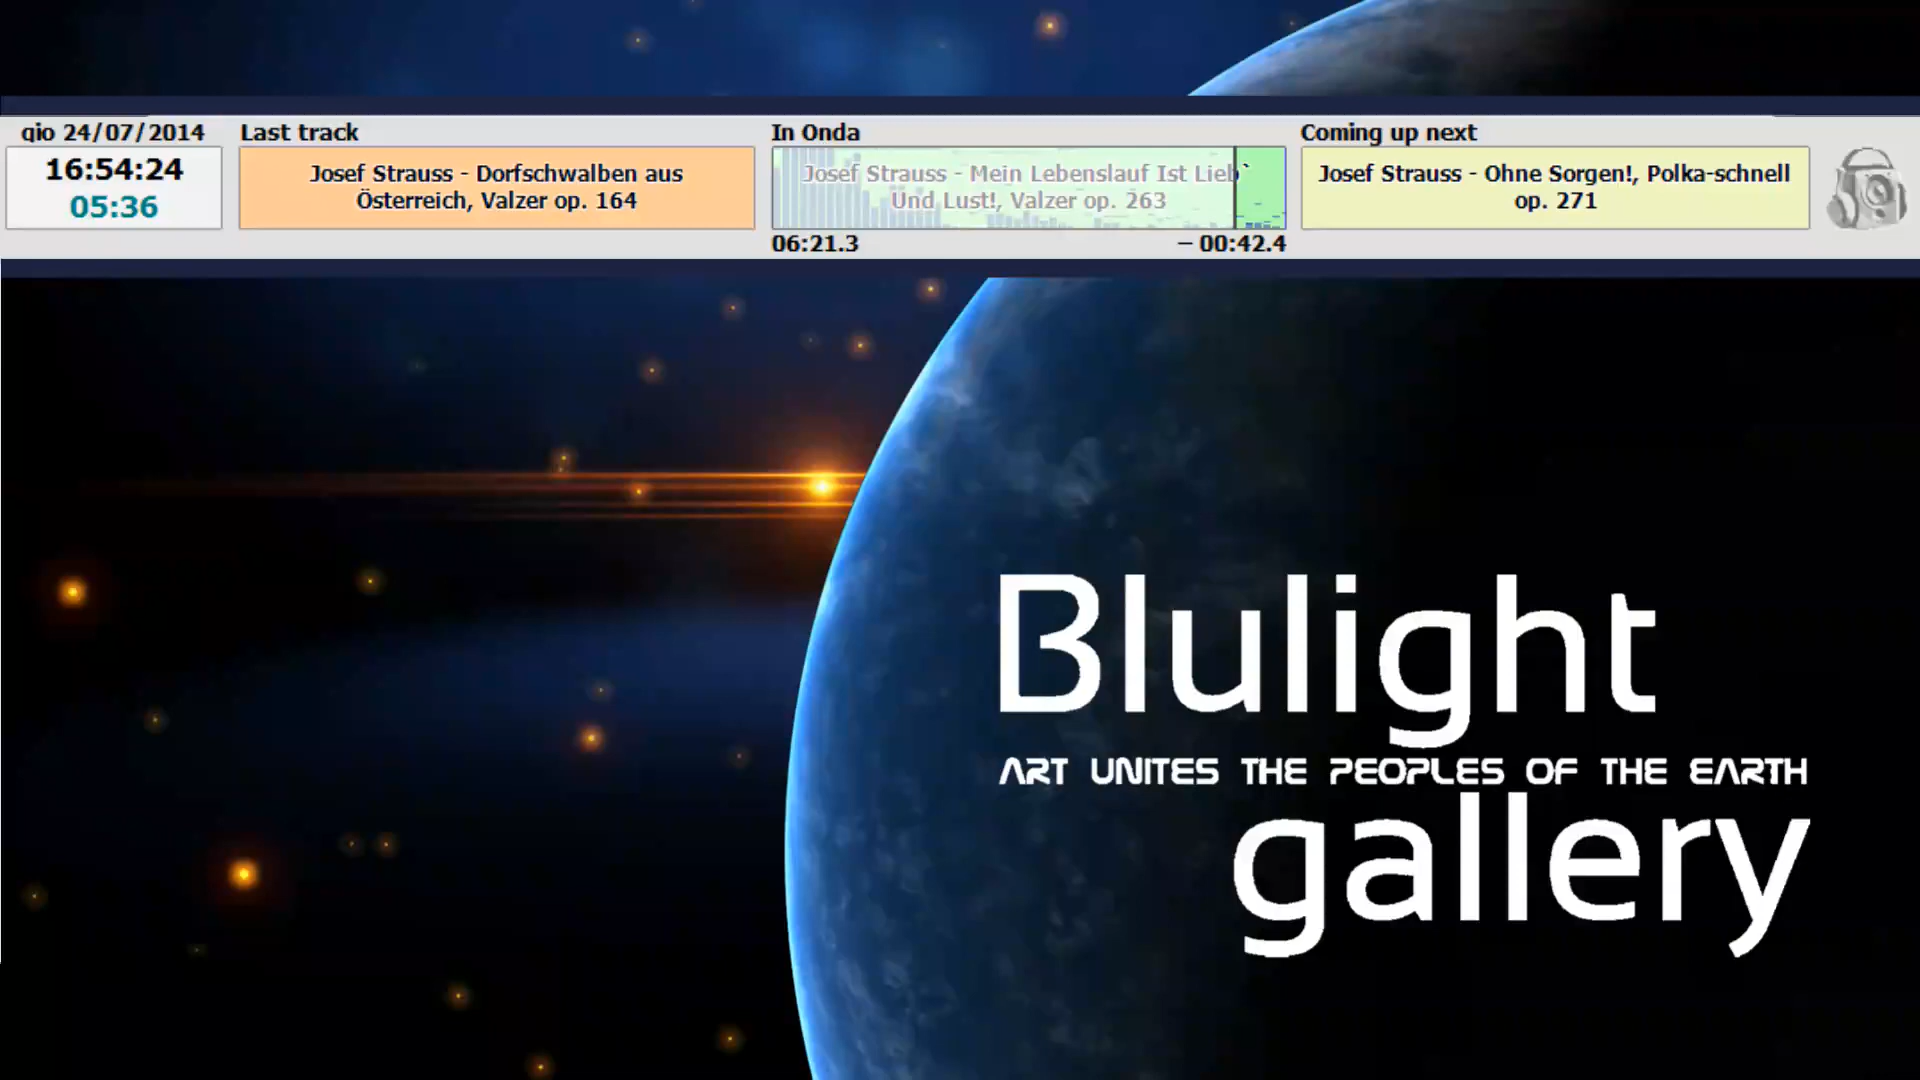 gio 24/07/2014
16:54:24
05:36
Last track
Josef Strauss - Dorfschwalben aus
Österreich, Valzer op. 164
In Onda
Josef Strauss - Mein Lebenslauf Ist Lieb`
Und Lust!, Valzer op. 263
06:21.3
– 00:42.4
Coming up next
Josef Strauss - Ohne Sorgen!, Polka-schnell
op. 271
Blulight
ART UNITES THE PEOPLES OF THE EARTH
gallery